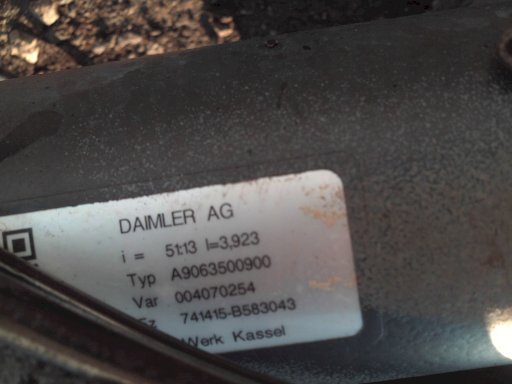 DAIMLER AG
i = 51:13 I=3,923
Typ A9063500900
Var 004070254
741415-B583043
Werk Kassel